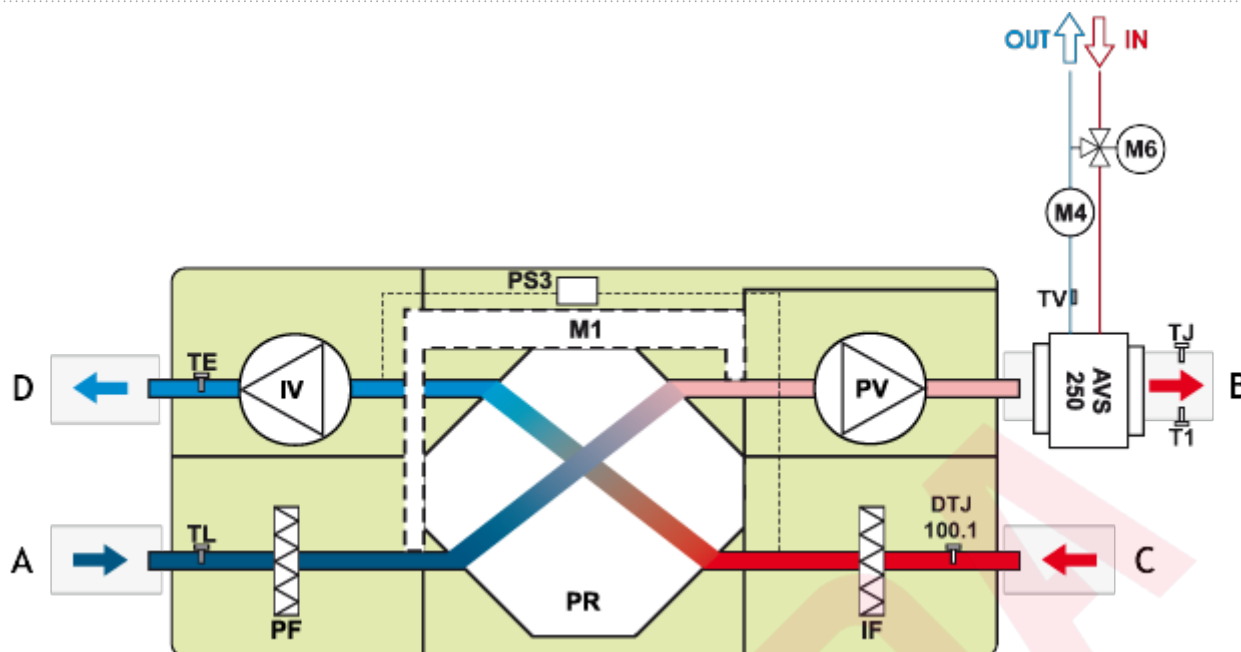 OUT IN
M6
M4
PS3
TV
M1
TJ
TE
D
IV
PV
AVS
250
B
T1
TL
DTJ
100.1
A
C
PR
PF
IF